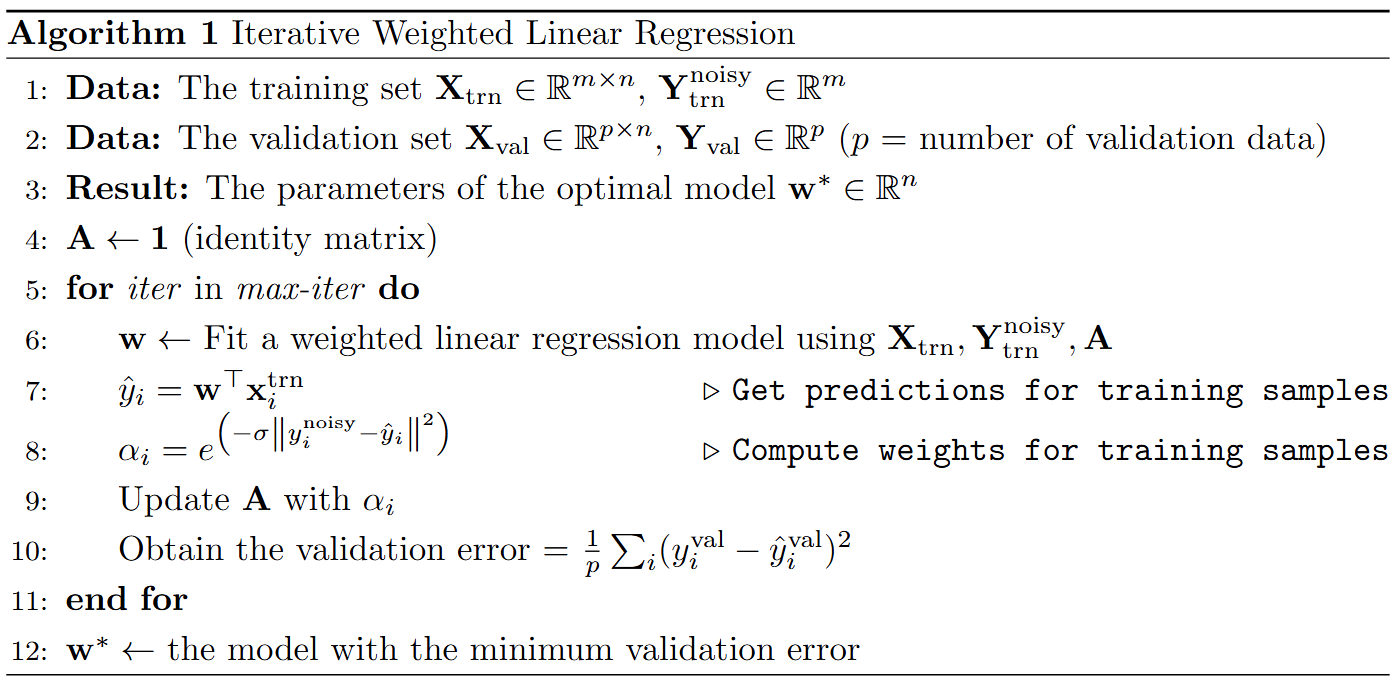 Algorithm 1 Iterative Weighted Linear Regression
1: Data: The training set X_trn ∈ ℝ^{m×n}, Y_trn^noisy ∈ ℝ^m
2: Data: The validation set X_val ∈ ℝ^{p×n}, Y_val ∈ ℝ^p (p = number of validation data)
3: Result: The parameters of the optimal model w* ∈ ℝ^n
4: A ← 1 (identity matrix)
5: for iter in max-iter do
6: w ← Fit a weighted linear regression model using X_trn, Y_trn^noisy, A
7: ŷ_i = w^⊤ x_i^trn ▷ Get predictions for training samples
8: α_i = e^(−σ‖y_i^noisy − ŷ_i‖^2) ▷ Compute weights for training samples
9: Update A with α_i
10: Obtain the validation error = 1/p ∑_i (y_i^val − ŷ_i^val)^2
11: end for
12: w* ← the model with the minimum validation error